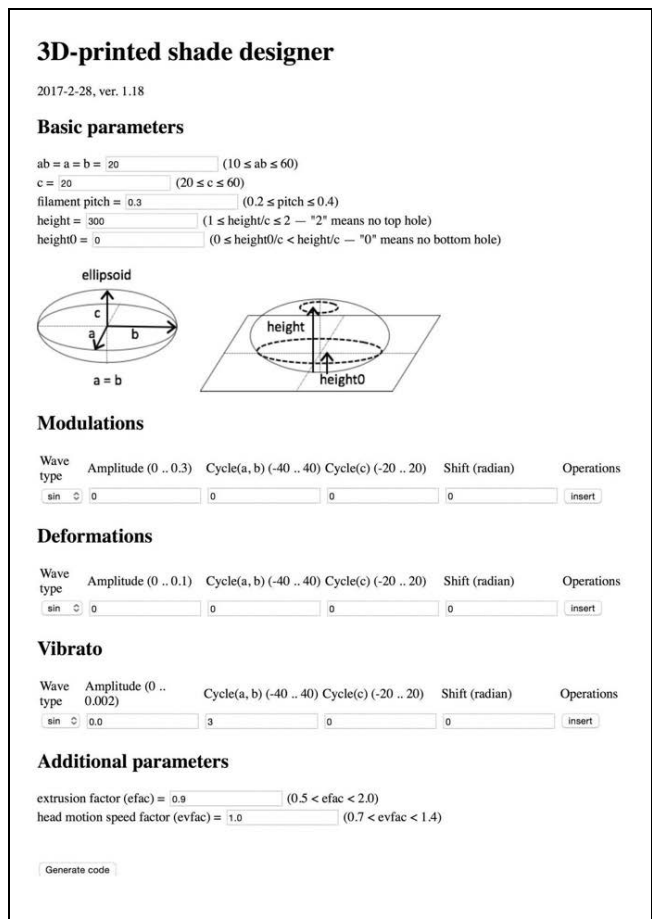 3D-printed shade designer
2017-2-28, ver. 1.18
Basic parameters
ab = a = b = 20 (10 ≤ ab ≤ 60)
c = 20 (20 ≤ c ≤ 60)
filament pitch = 0.3 (0.2 ≤ pitch ≤ 0.4)
height = 300 (1 ≤ height/c ≤ 2 — "2" means no top hole)
height0 = 0 (0 ≤ height0/c < height/c — "0" means no bottom hole)
ellipsoid
c
a b
a = b
height
height0
Modulations
Wave type Amplitude (0 .. 0.3) Cycle(a, b) (-40 .. 40) Cycle(c) (-20 .. 20) Shift (radian) Operations
sin 0 0 0 0 insert
Deformations
Wave type Amplitude (0 .. 0.1) Cycle(a, b) (-40 .. 40) Cycle(c) (-20 .. 20) Shift (radian) Operations
sin 0 0 0 0 insert
Vibrato
Wave type Amplitude (0 .. 0.002) Cycle(a, b) (-40 .. 40) Cycle(c) (-20 .. 20) Shift (radian) Operations
sin 0.0 3 0 0 insert
Additional parameters
extrusion factor (efac) = 0.9 (0.5 < efac < 2.0)
head motion speed factor (evfac) = 1.0 (0.7 < evfac < 1.4)
Generate code